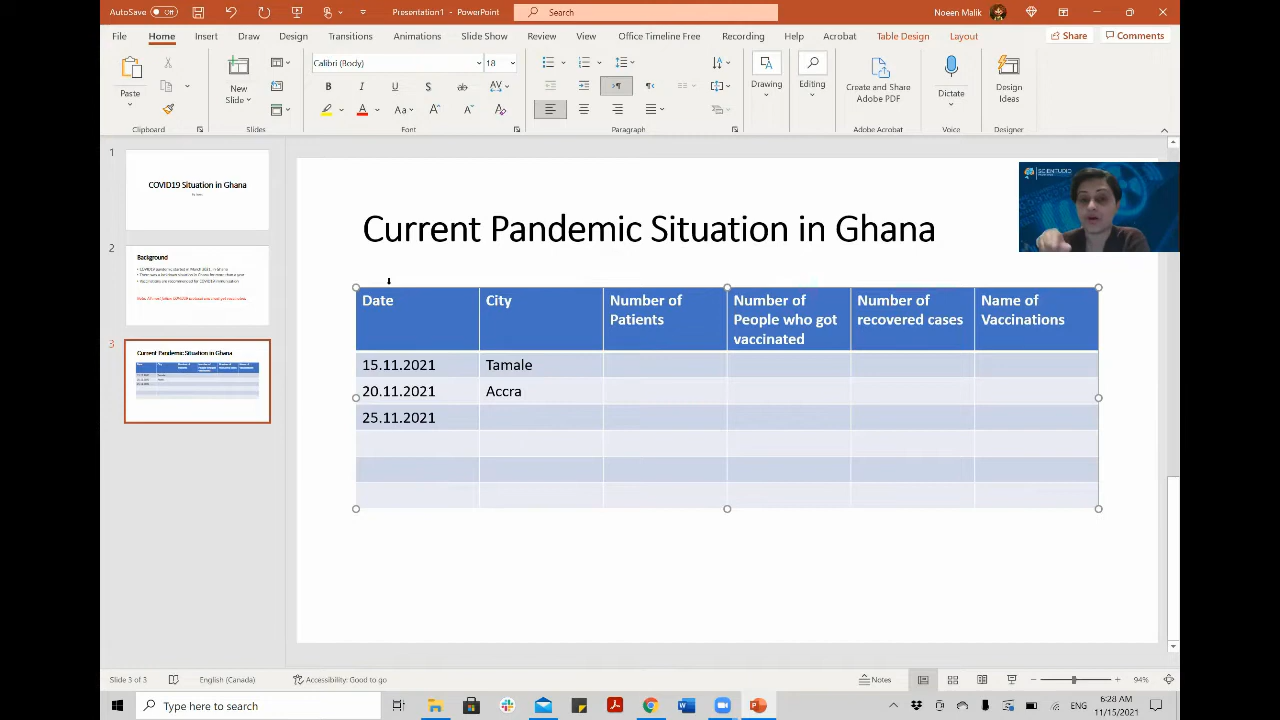 AutoSave Off Presentation1 - PowerPoint Search Noeen Malik
File Home Insert Draw Design Transitions Animations Slide Show Review View Office Timeline Free Recording Help Acrobat Table Design Layout Share Comments
Calibri (Body) 18
Paste New Slide Drawing Editing Create and Share Adobe PDF Dictate Design Ideas
Clipboard Slides Font Paragraph Adobe Acrobat Voice Designer
1
COVID19 Situation in Ghana
2
Background
3
Current Pandemic Situation in Ghana
SCIENTUDIO
Current Pandemic Situation in Ghana
Date City Number of Patients Number of People who got vaccinated Number of recovered cases Name of Vaccinations
15.11.2021 Tamale
20.11.2021 Accra
25.11.2021
Slide 3 of 3 English (Canada) Accessibility: Good to go Notes 94%
Type here to search ENG 6:28 AM
11/15/2021